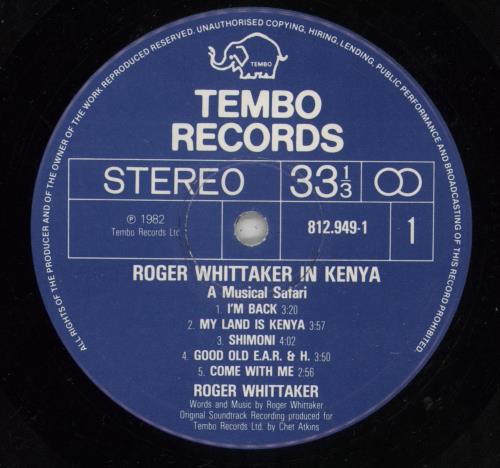 ALL RIGHTS OF THE PRODUCER AND OF THE OWNER OF THE WORK REPRODUCED RESERVED. UNAUTHORISED COPYING, HIRING, LENDING, PUBLIC PERFORMANCE AND BROADCASTING OF THIS RECORD PROHIBITED.
TEMBO
TEMBO
RECORDS
STEREO
33 1/3
℗ 1982
Tembo Records Ltd.
812.949-1
1
ROGER WHITTAKER IN KENYA
A Musical Safari
1. I'M BACK 3:20
2. MY LAND IS KENYA 3:57
3. SHIMONI 4:02
4. GOOD OLD E.A.R. & H. 3:50
5. COME WITH ME 2:56
ROGER WHITTAKER
Words and Music by Roger Whittaker.
Original Soundtrack Recording produced for
Tembo Records Ltd. by Chet Atkins